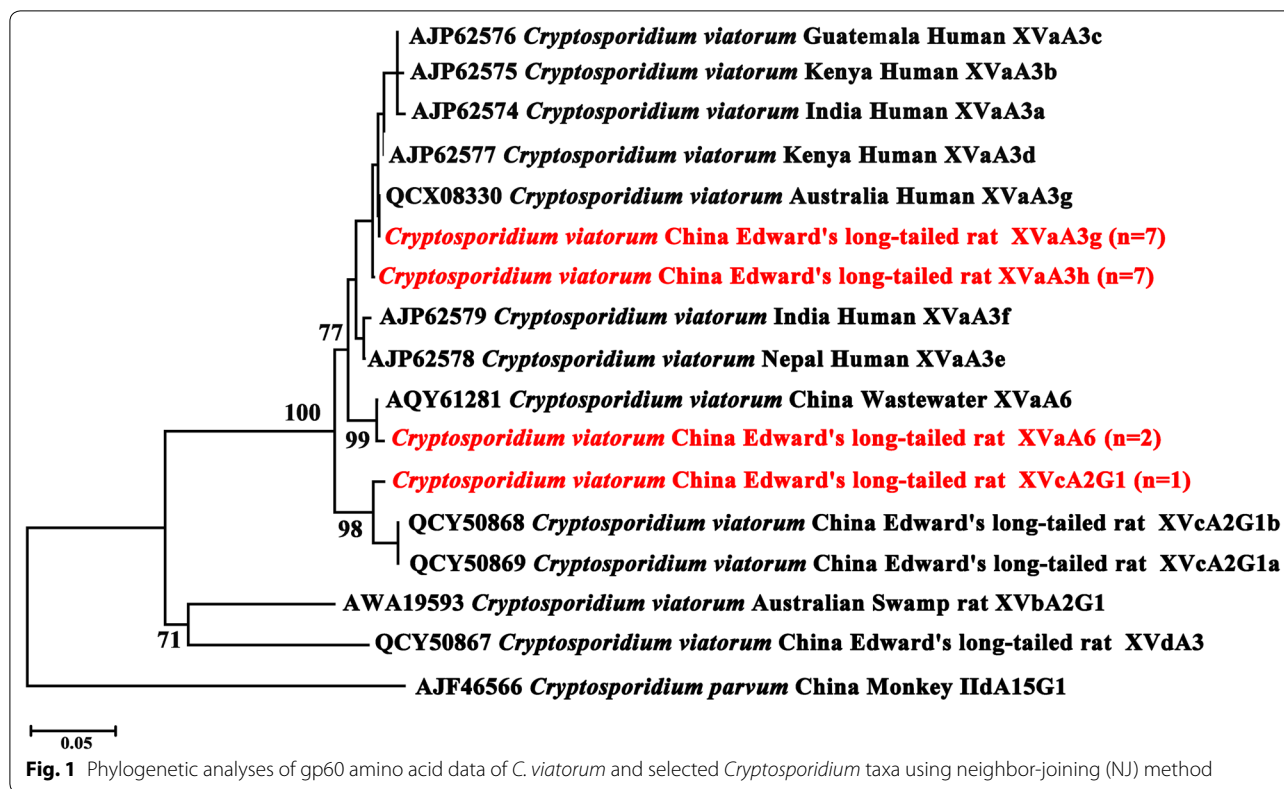 AJP62576 Cryptosporidium viatorum Guatemala Human XVaA3c
AJP62575 Cryptosporidium viatorum Kenya Human XVaA3b
AJP62574 Cryptosporidium viatorum India Human XVaA3a
AJP62577 Cryptosporidium viatorum Kenya Human XVaA3d
QCX08330 Cryptosporidium viatorum Australia Human XVaA3g
Cryptosporidium viatorum China Edward's long-tailed rat XVaA3g (n=7)
Cryptosporidium viatorum China Edward's long-tailed rat XVaA3h (n=7)
AJP62579 Cryptosporidium viatorum India Human XVaA3f
77
AJP62578 Cryptosporidium viatorum Nepal Human XVaA3e
AQY61281 Cryptosporidium viatorum China Wastewater XVaA6
100
99
Cryptosporidium viatorum China Edward's long-tailed rat XVaA6 (n=2)
Cryptosporidium viatorum China Edward's long-tailed rat XVcA2G1 (n=1)
98
QCY50868 Cryptosporidium viatorum China Edward's long-tailed rat XVcA2G1b
QCY50869 Cryptosporidium viatorum China Edward's long-tailed rat XVcA2G1a
AWA19593 Cryptosporidium viatorum Australian Swamp rat XVbA2G1
71
QCY50867 Cryptosporidium viatorum China Edward's long-tailed rat XVdA3
AJF46566 Cryptosporidium parvum China Monkey IIdA15G1
0.05
Fig. 1 Phylogenetic analyses of gp60 amino acid data of C. viatorum and selected Cryptosporidium taxa using neighbor-joining (NJ) method